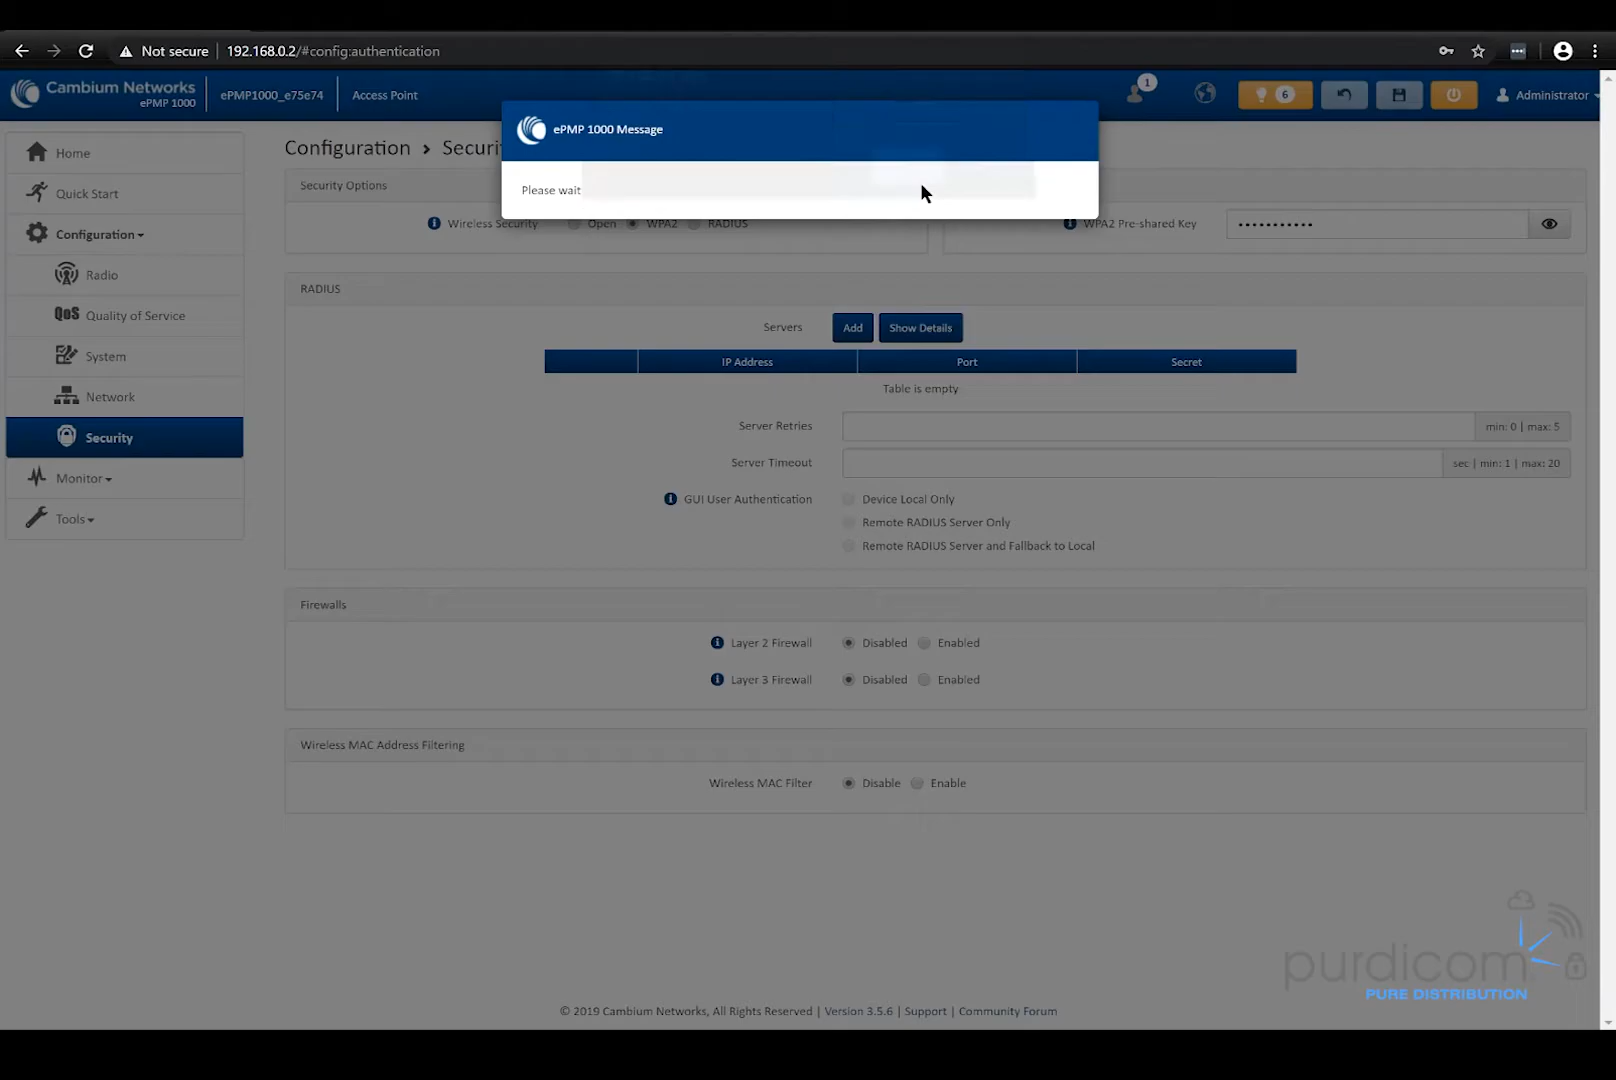 Not secure | 192.168.0.2/#config:authentication
Cambium Networks
ePMP 1000
ePMP1000_e75e74
Access Point
1
6
Administrator
ePMP 1000 Message
Please wait
Home
Quick Start
Configuration
Radio
QoS Quality of Service
System
Network
Security
Monitor
Tools
Configuration > Securi
Security Options
Wireless Security Open WPA2 RADIUS
WPA2 Pre-shared Key •••••••••••
RADIUS
Servers Add Show Details
IP Address Port Secret
Table is empty
Server Retries min: 0 | max: 5
Server Timeout sec | min: 1 | max: 20
GUI User Authentication Device Local Only
Remote RADIUS Server Only
Remote RADIUS Server and Fallback to Local
Firewalls
Layer 2 Firewall Disabled Enabled
Layer 3 Firewall Disabled Enabled
Wireless MAC Address Filtering
Wireless MAC Filter Disable Enable
purdicom
PURE DISTRIBUTION
© 2019 Cambium Networks, All Rights Reserved | Version 3.5.6 | Support | Community Forum